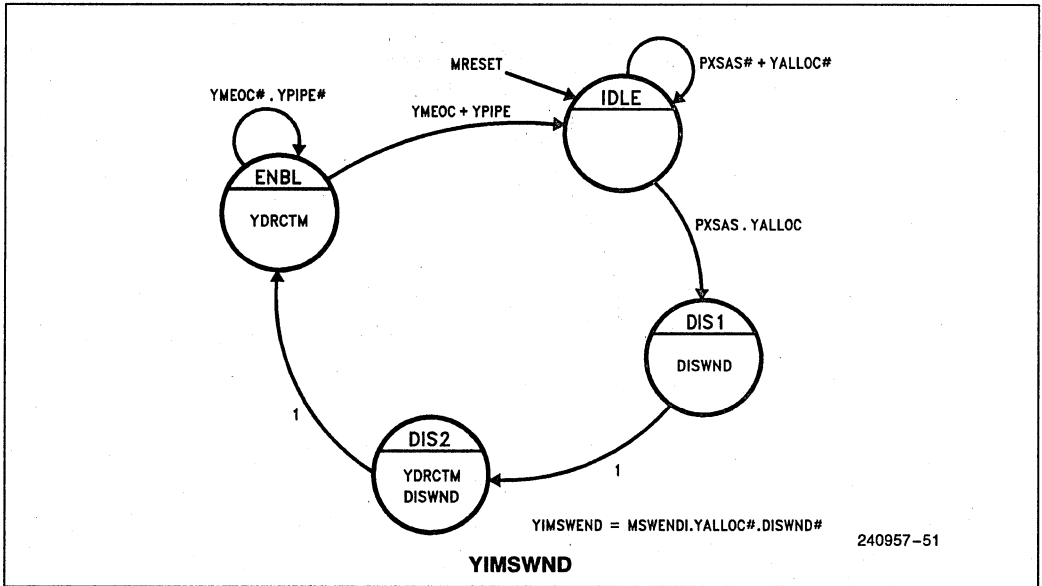 MRESET
PXSAS# + YALLOC#
IDLE
YMEOC# . YPIPE#
YMEOC + YPIPE
ENBL
YDRCTM
PXSAS . YALLOC
DIS1
DISWND
1
DIS2
YDRCTM
DISWND
1
YIMSWEND = MSWENDI.YALLOC#.DISWND#
240957-51
YIMSWND